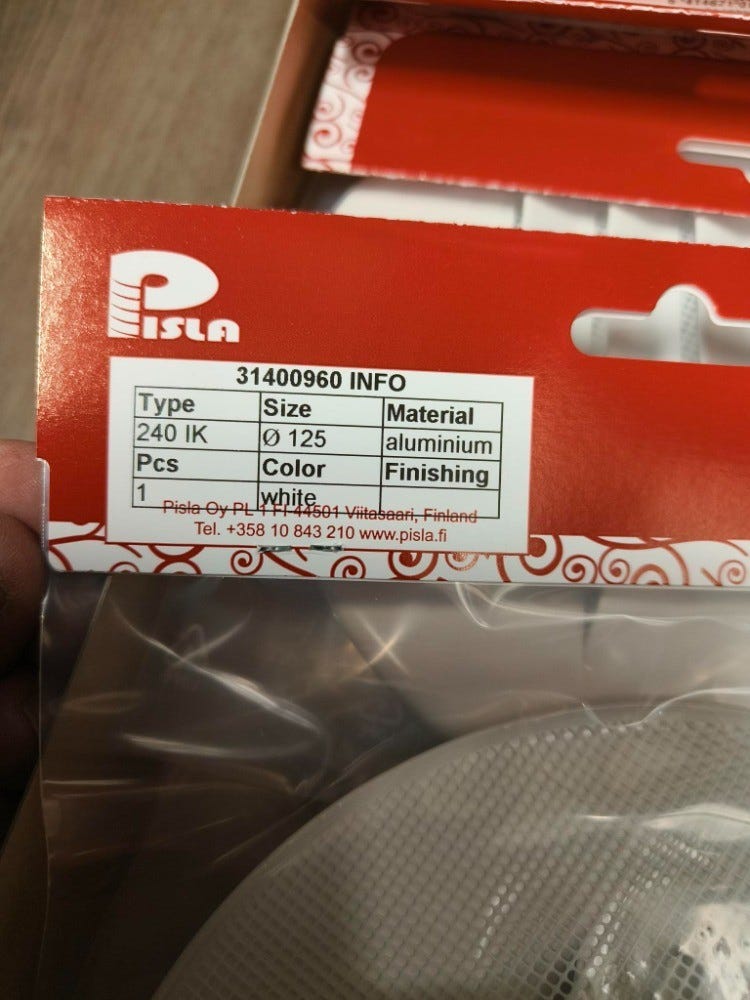 PISLA
31400960 INFO
Type Size Material
240 IK Ø 125 aluminium
Pcs Color Finishing
1 white
Pisla Oy PL 1 FI 44501 Viitasaari, Finland
Tel. +358 10 843 210 www.pisla.fi